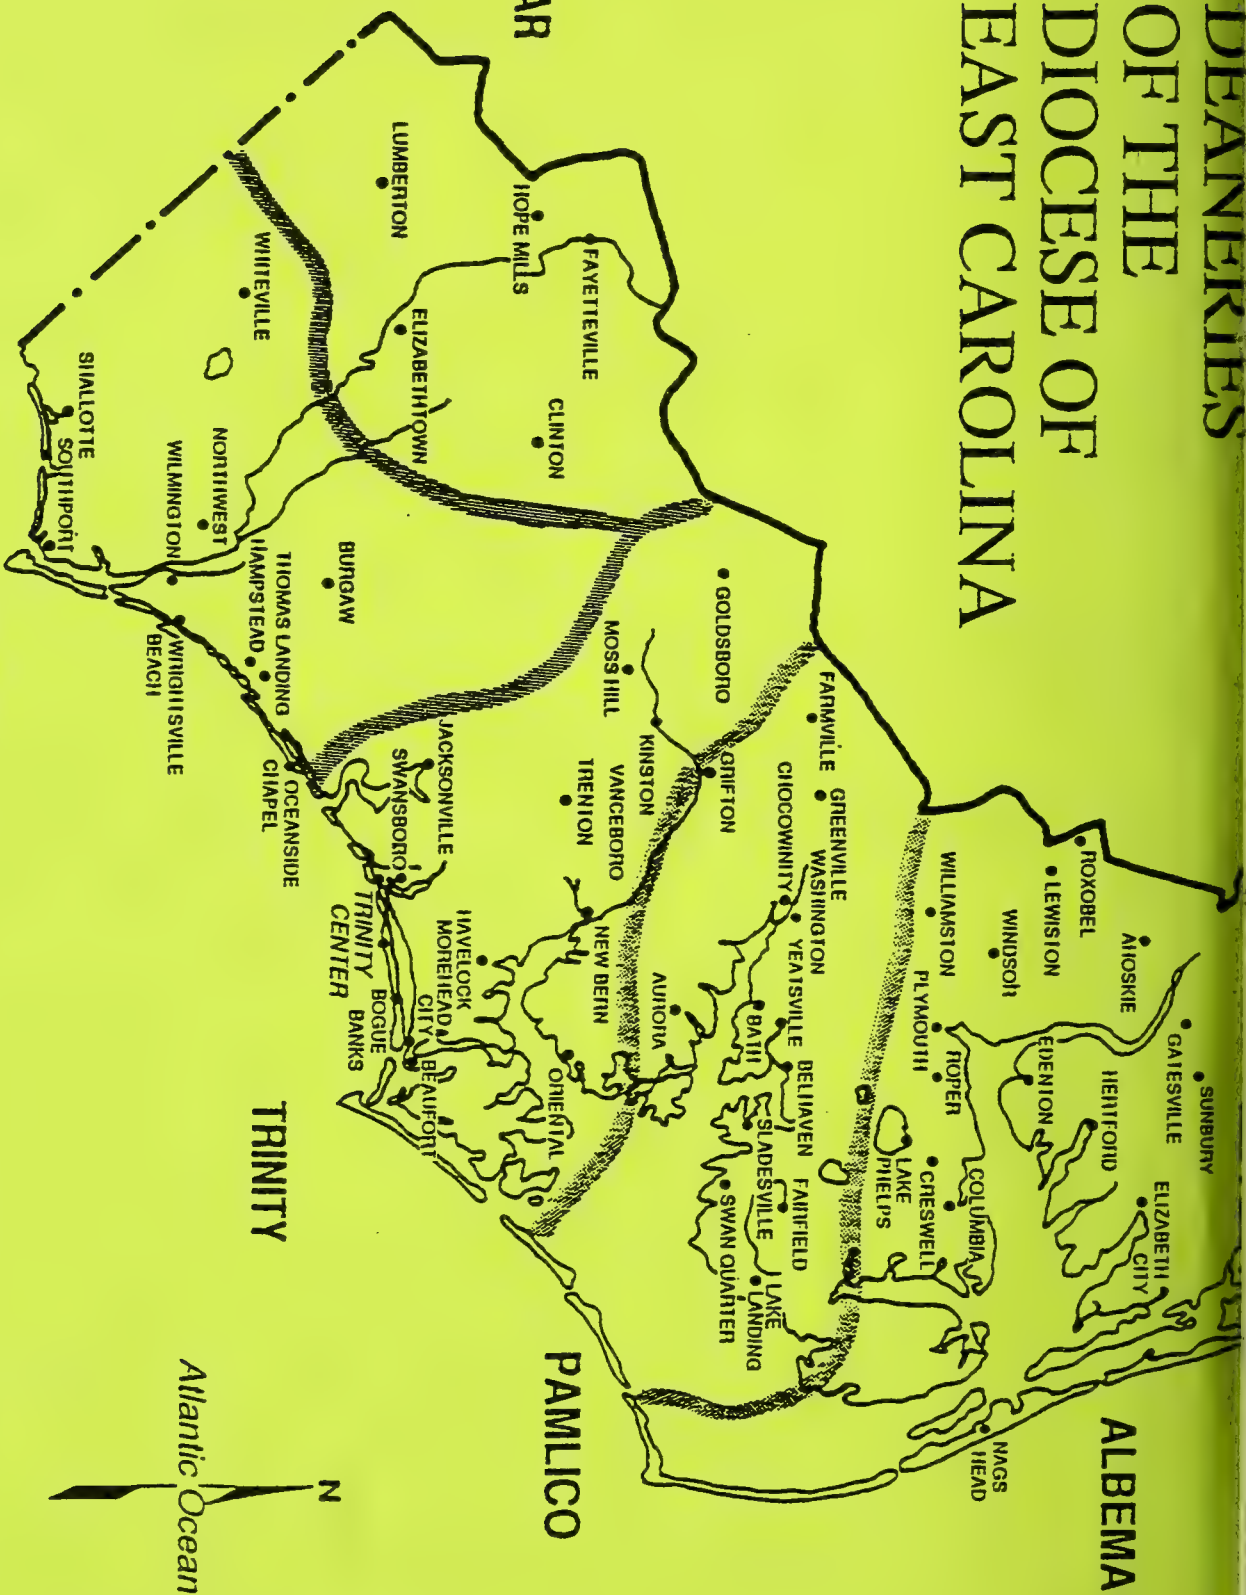 DEANERIES
OF THE
DIOCESE OF
EAST CAROLINA
AR
ALBEMA
PAMLICO
TRINITY
SUNBURY
GATESVILLE
ELIZABETH
CITY
AHOSKIE
HERTFORD
ROXOBEL
LEWISTON
WINDSOR
EDENTON
NAGS
HEAD
WILLIAMSTON
PLYMOUTH
ROPER
COLUMBIA
CRESWELL
LAKE
PHELPS
FARMVILLE
GREENVILLE
WASHINGTON
CHOCOWINITY
YEATSVILLE
BELHAVEN
FAIRFIELD
BATH
SLADESVILLE
LAKE
LANDING
SWAN QUARTER
GRIFTON
AURORA
GOLDSBORO
MOSS HILL
KINSTON
VANCEBORO
TRENTON
NEW BERN
ORIENTAL
FAYETTEVILLE
HOPE MILLS
CLINTON
LUMBERTON
ELIZABETHTOWN
JACKSONVILLE
SWANSBORO
HAVELOCK
MOREHEAD
CITY
BEAUFORT
TRINITY
CENTER
BOGUE
BANKS
WHITEVILLE
BURGAW
THOMAS LANDING
HAMPSTEAD
OCEANSIDE
CHAPEL
NORTHWEST
WILMINGTON
WRIGHTSVILLE
BEACH
SHALLOTTE
SOUTHPORT
N
Atlantic Ocean